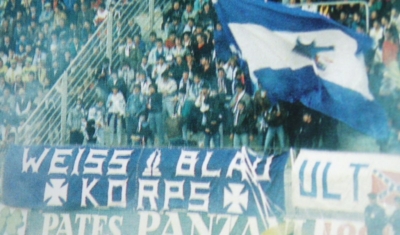 WEISS & BLAU
KORPS
ULT
PATES PANZA